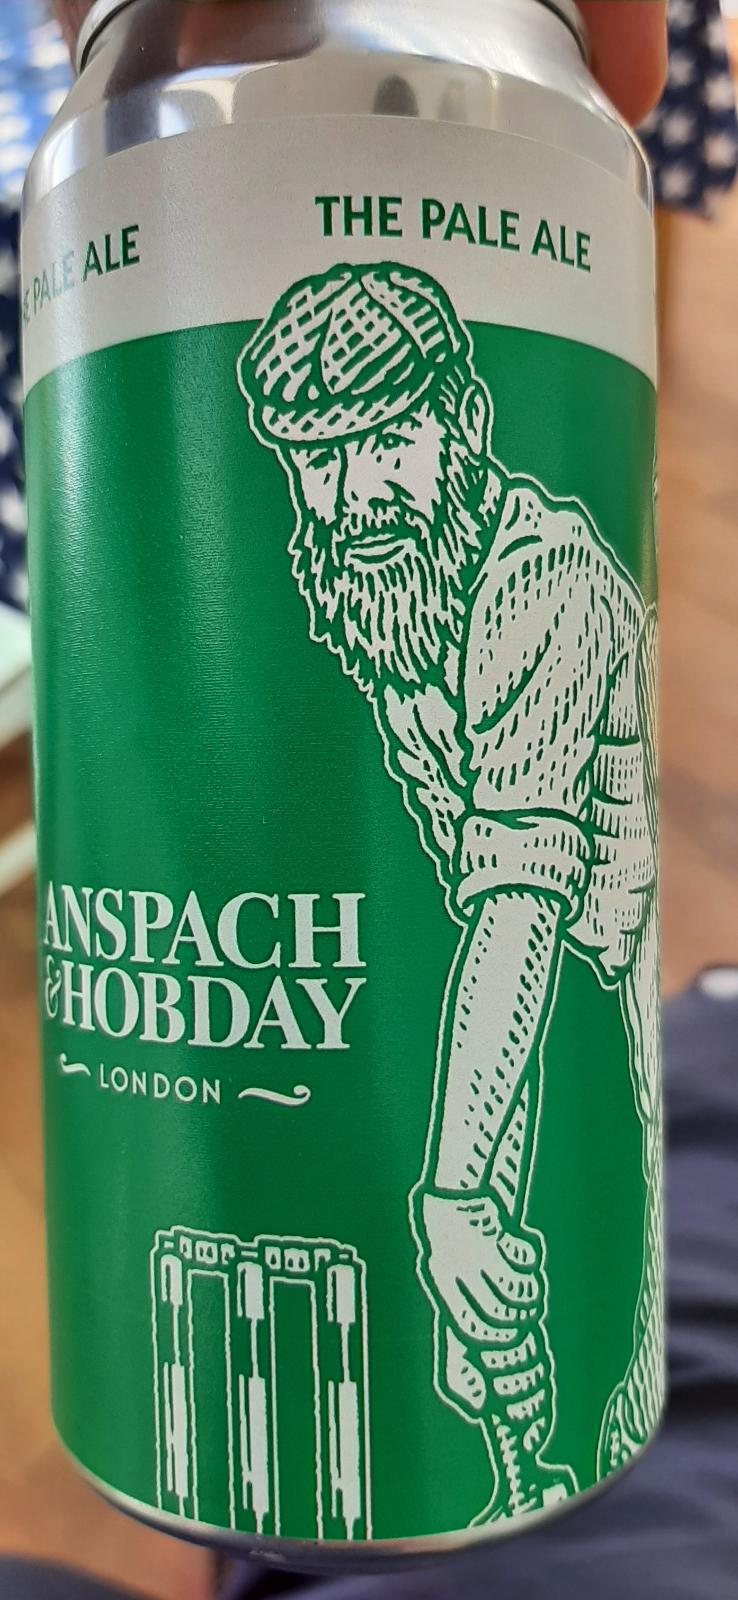 THE PALE ALE
PALE ALE
ANSPACH
&HOBDAY
LONDON